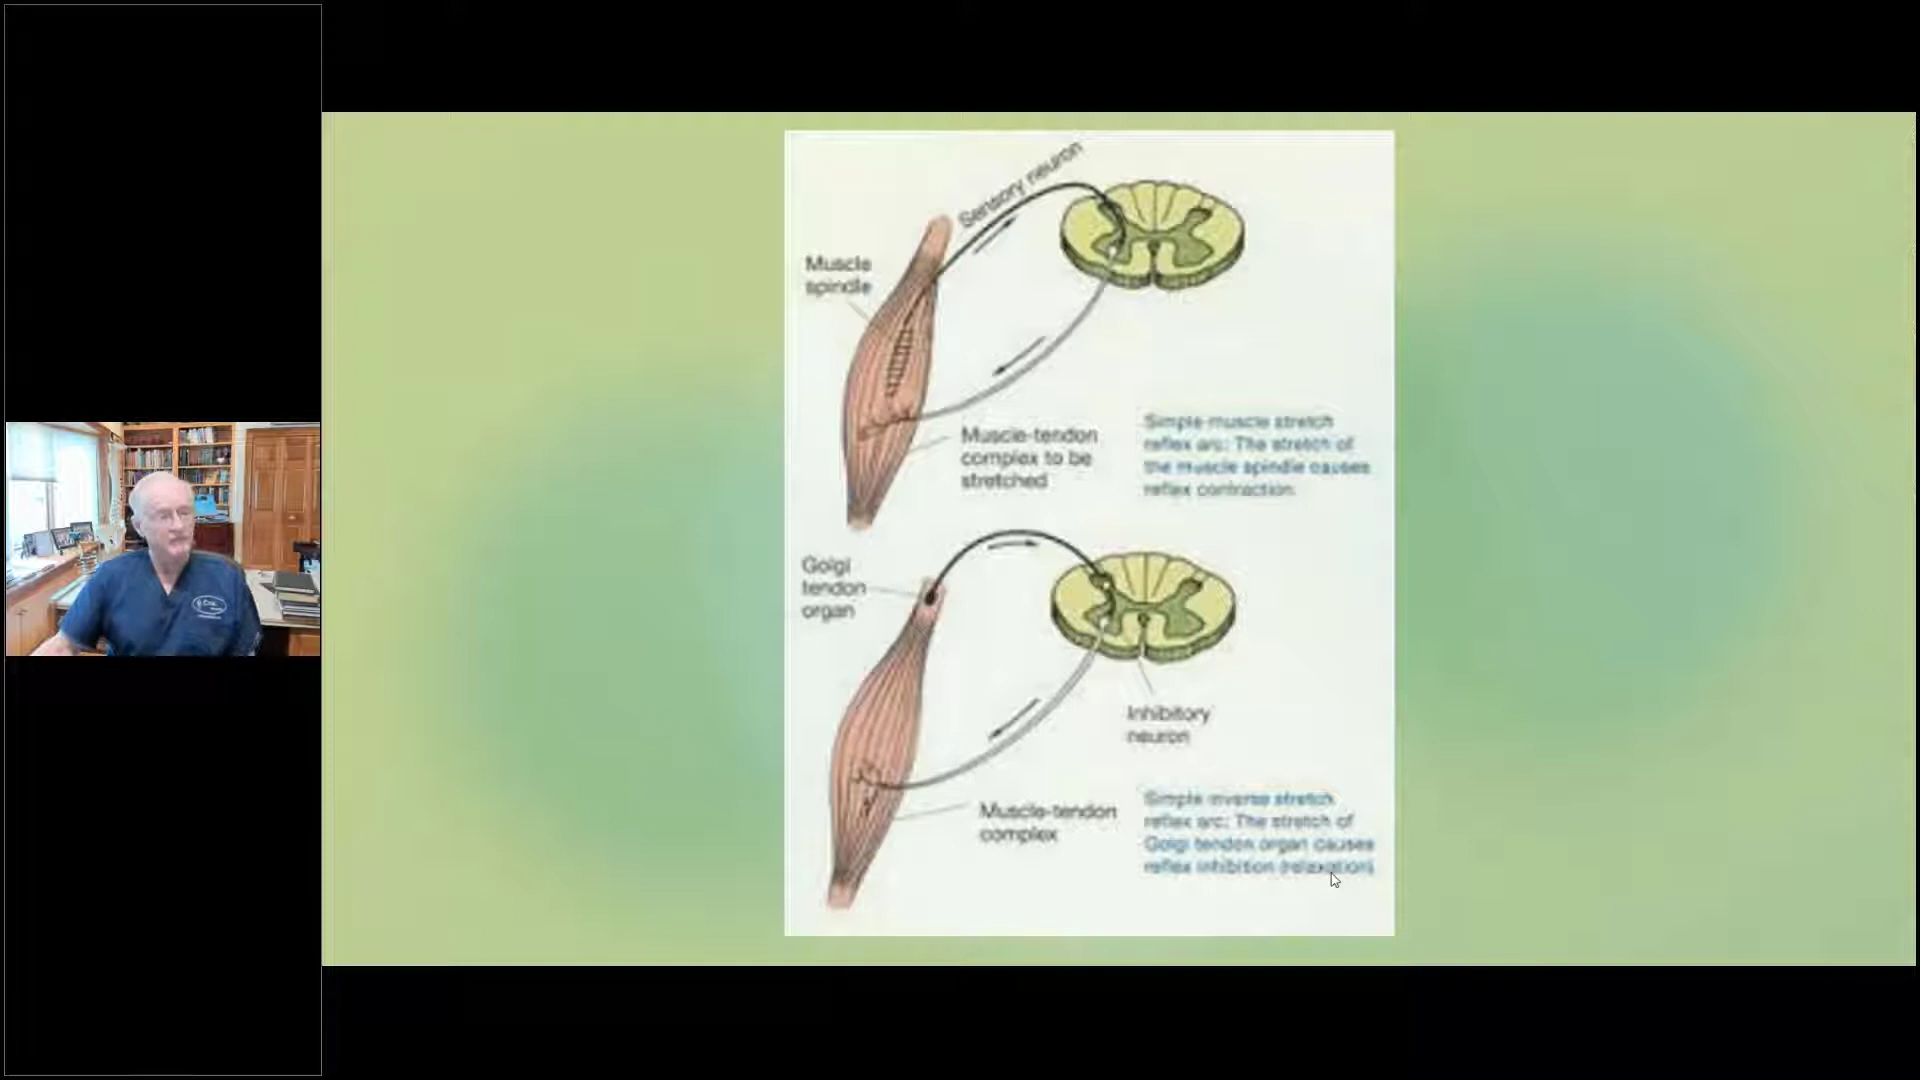 Sensory neuron
Muscle
spindle
Muscle-tendon
complex to be
stretched
Simple muscle stretch
reflex arc: The stretch of
the muscle spindle causes
reflex contraction.
Golgi
tendon
organ
Inhibitory
neuron
Muscle-tendon
complex
Simple inverse stretch
reflex arc: The stretch of
Golgi tendon organ causes
reflex inhibition (relaxation)
Cox